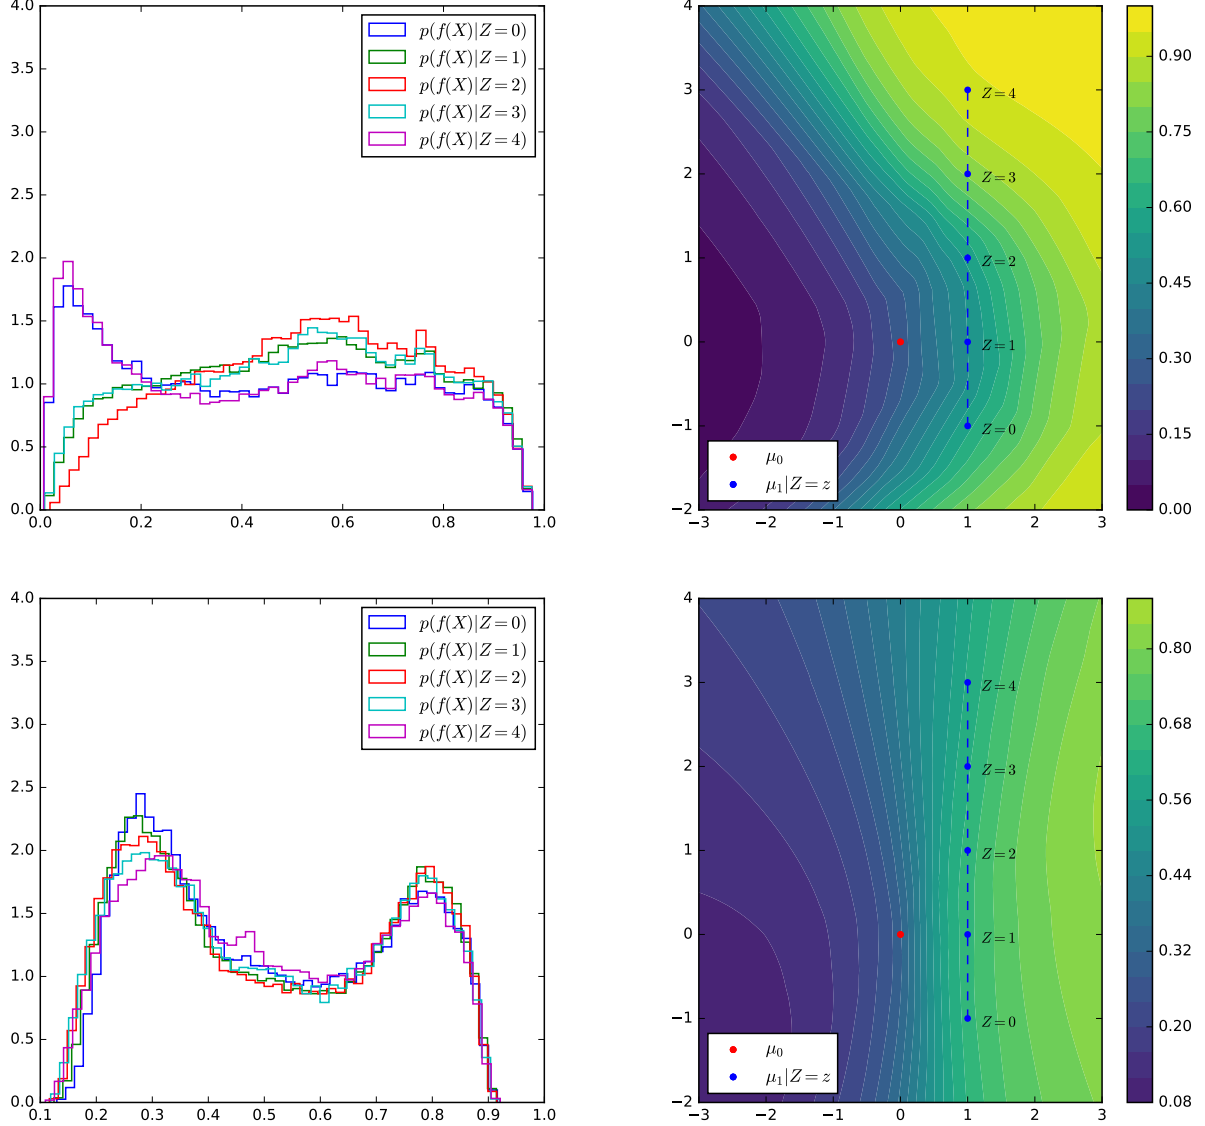 4.0
3.5
3.0
2.5
2.0
1.5
1.0
0.5
0.0
0.0 0.2 0.4 0.6 0.8 1.0
p(f(X)|Z=0)
p(f(X)|Z=1)
p(f(X)|Z=2)
p(f(X)|Z=3)
p(f(X)|Z=4)
4
3
2
1
0
−1
−2
−3 −2 −1 0 1 2 3
Z=4
Z=3
Z=2
Z=1
Z=0
μ₀
μ₁|Z=z
0.90
0.75
0.60
0.45
0.30
0.15
0.00
4.0
3.5
3.0
2.5
2.0
1.5
1.0
0.5
0.0
0.1 0.2 0.3 0.4 0.5 0.6 0.7 0.8 0.9 1.0
p(f(X)|Z=0)
p(f(X)|Z=1)
p(f(X)|Z=2)
p(f(X)|Z=3)
p(f(X)|Z=4)
4
3
2
1
0
−1
−2
−3 −2 −1 0 1 2 3
Z=4
Z=3
Z=2
Z=1
Z=0
μ₀
μ₁|Z=z
0.80
0.68
0.56
0.44
0.32
0.20
0.08